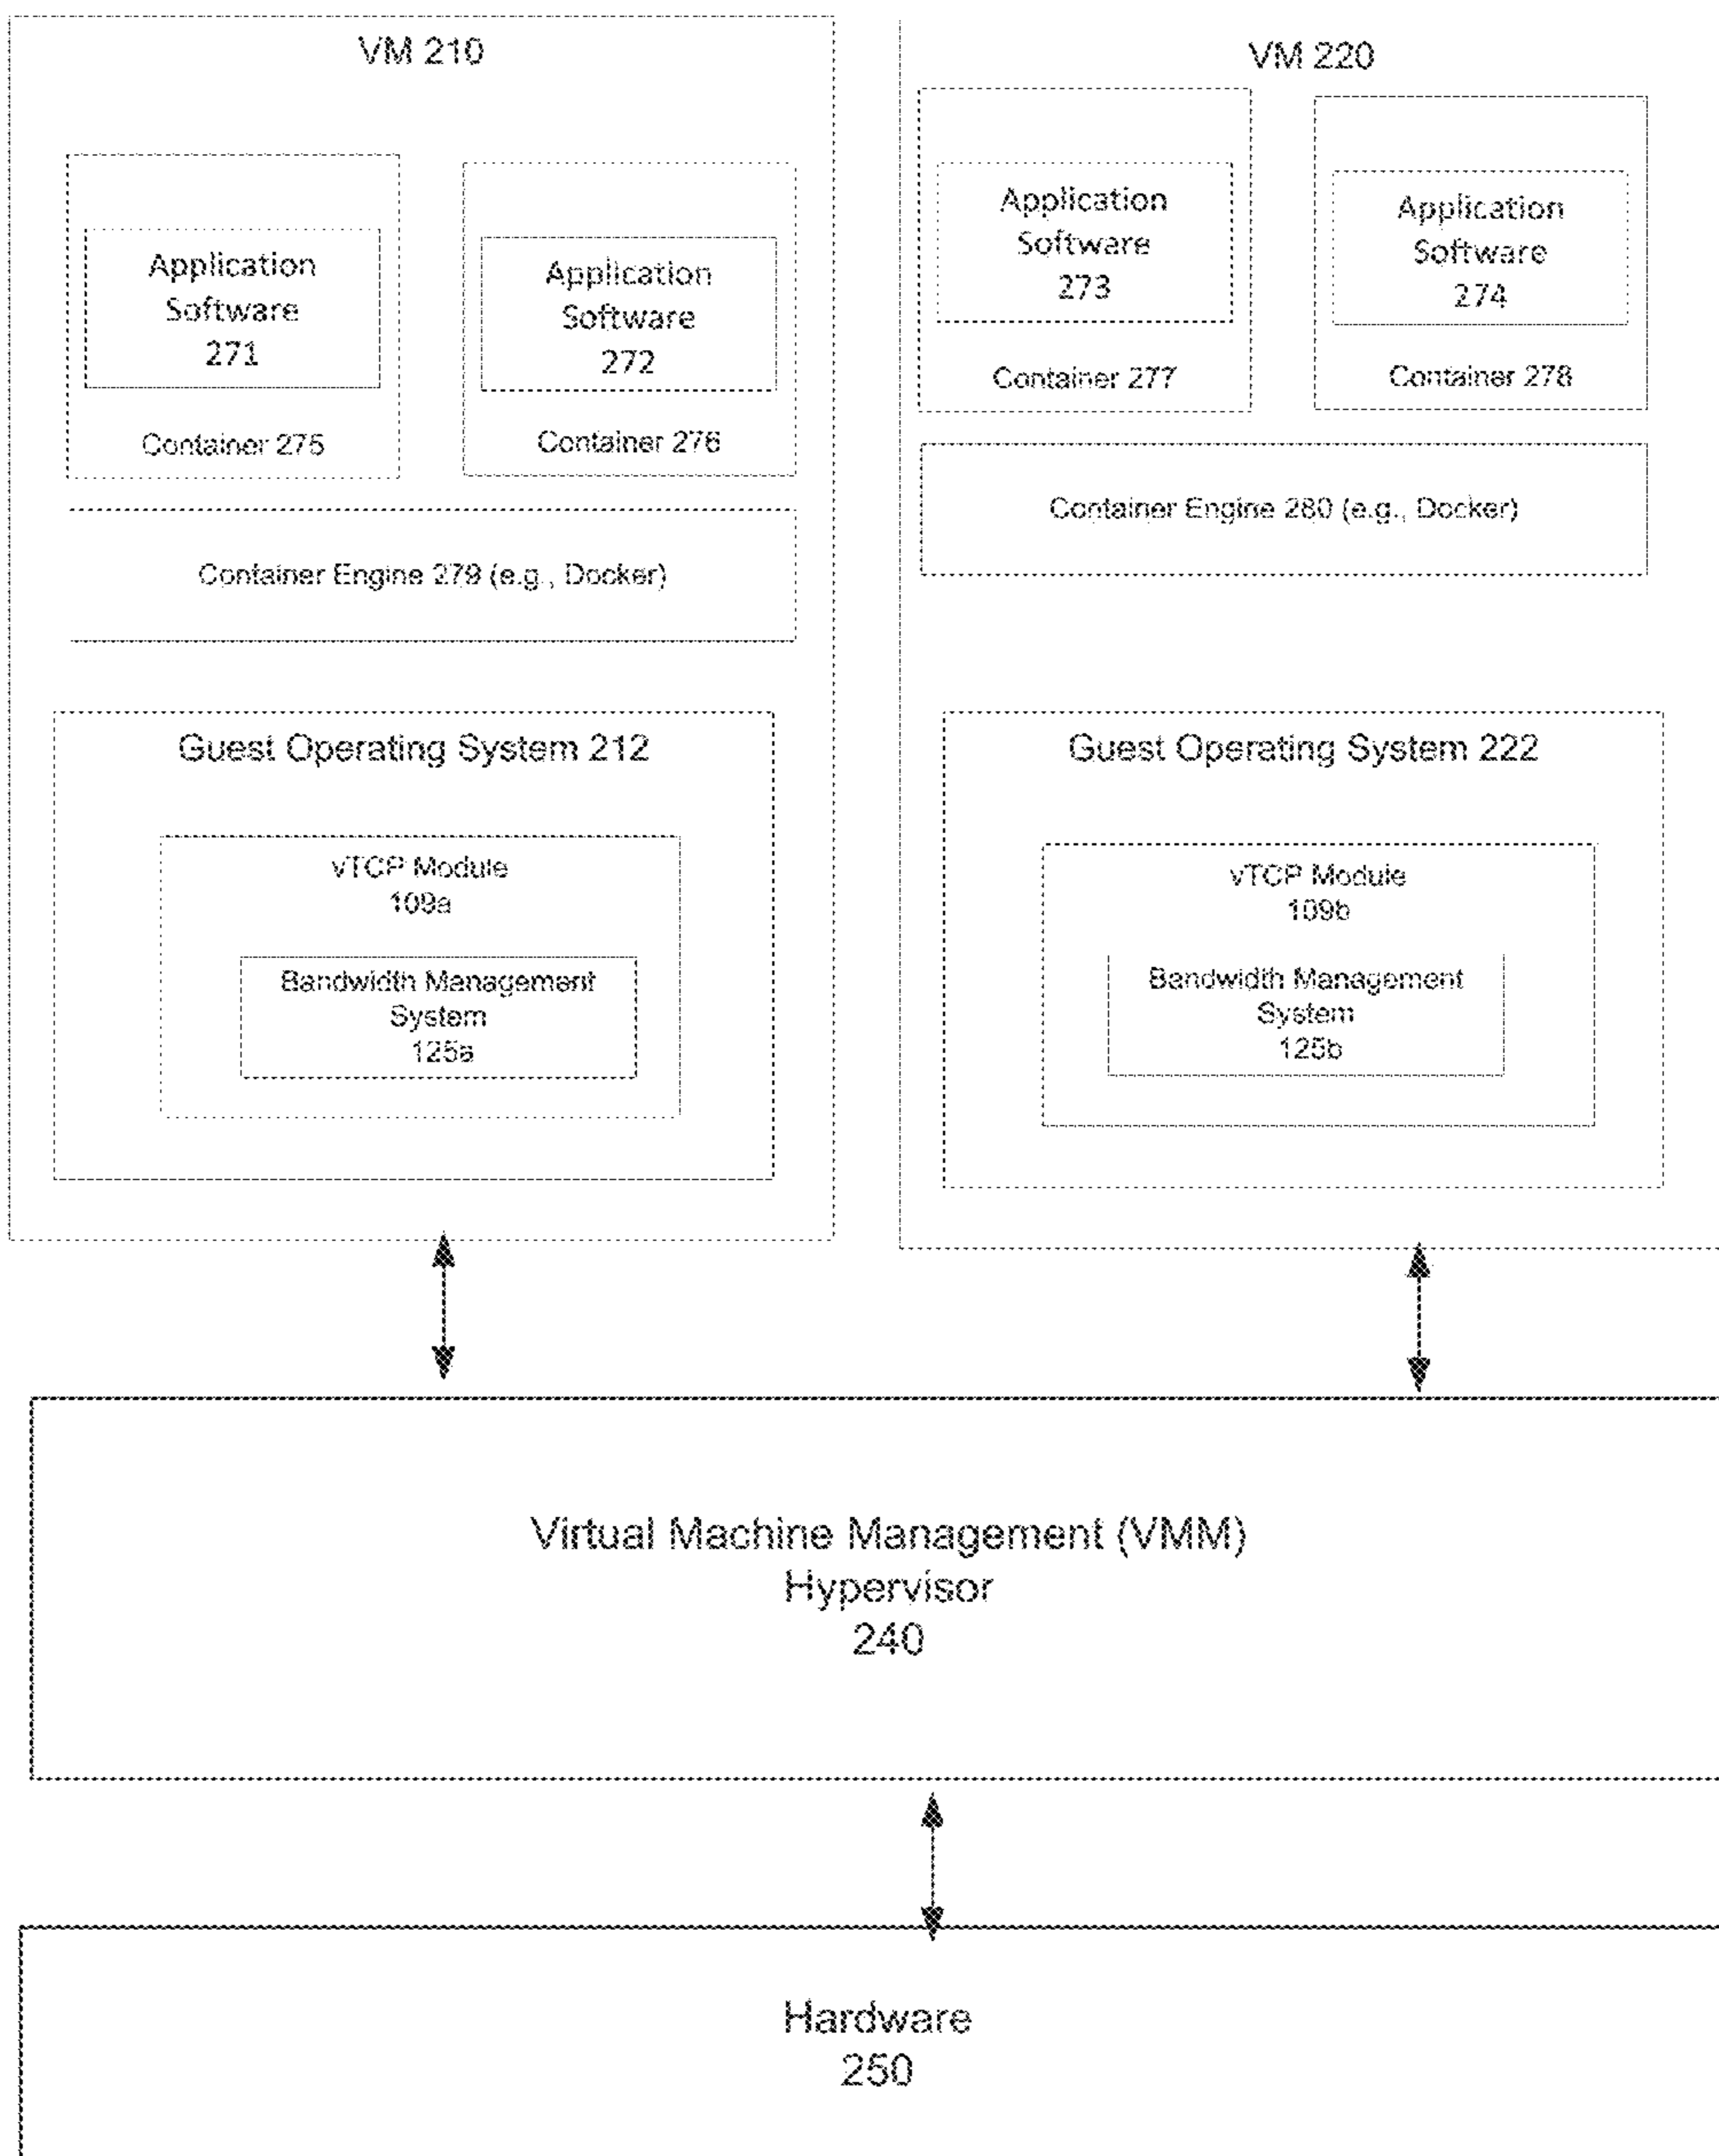 VM 210
Application
Software
271
Container 275
Application
Software
272
Container 276
Container Engine 279 (e.g., Docker)
Guest Operating System 212
vTCP Module
109a
Bandwidth Management
System
125a
VM 220
Application
Software
273
Container 277
Application
Software
274
Container 278
Container Engine 280 (e.g., Docker)
Guest Operating System 222
vTCP Module
109b
Bandwidth Management
System
125b
Virtual Machine Management (VMM)
Hypervisor
240
Hardware
250